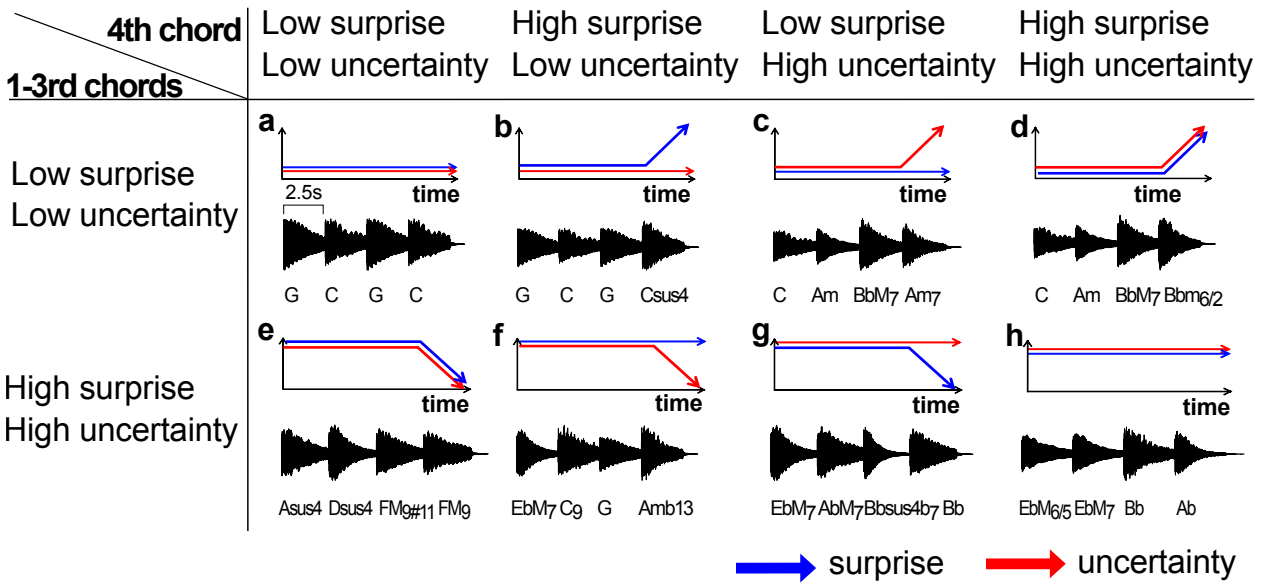 4th chord
1-3rd chords
Low surprise
Low uncertainty
High surprise
Low uncertainty
Low surprise
High uncertainty
High surprise
High uncertainty
Low surprise
Low uncertainty
a
time
2.5s
G C G C
b
time
G C G Csus4
c
time
C Am BbM7 Am7
d
time
C Am BbM7 Bbm6/2
High surprise
High uncertainty
e
time
Asus4 Dsus4 FM9#11 FM9
f
time
EbM7 C9 G Amb13
g
time
EbM7 AbM7 Bbsus4b7 Bb
h
time
EbM6/5 EbM7 Bb Ab
surprise uncertainty